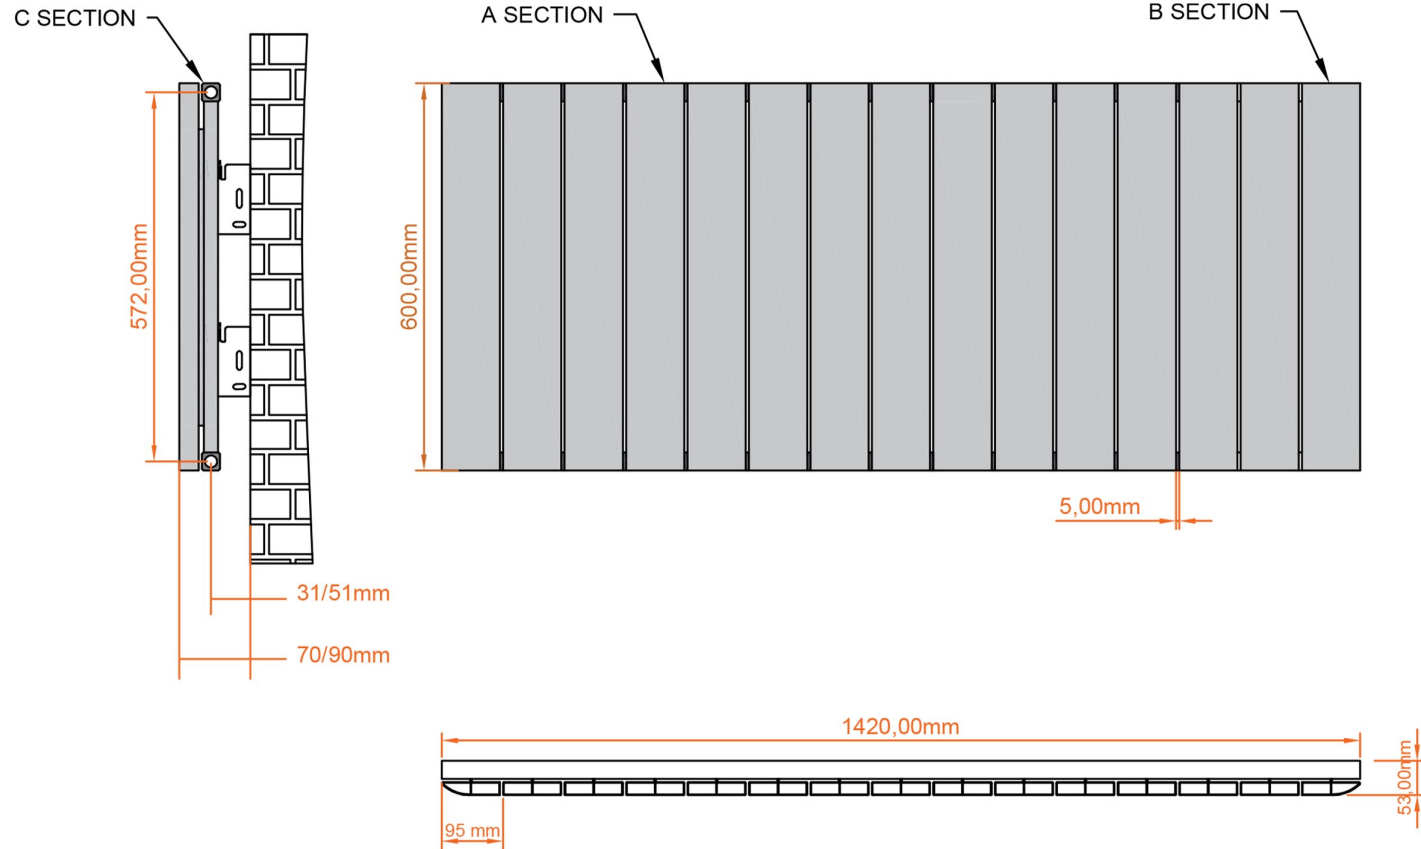 C SECTION
A SECTION
B SECTION
572,00mm
600,00mm
5,00mm
31/51mm
70/90mm
1420,00mm
53,00mm
95 mm